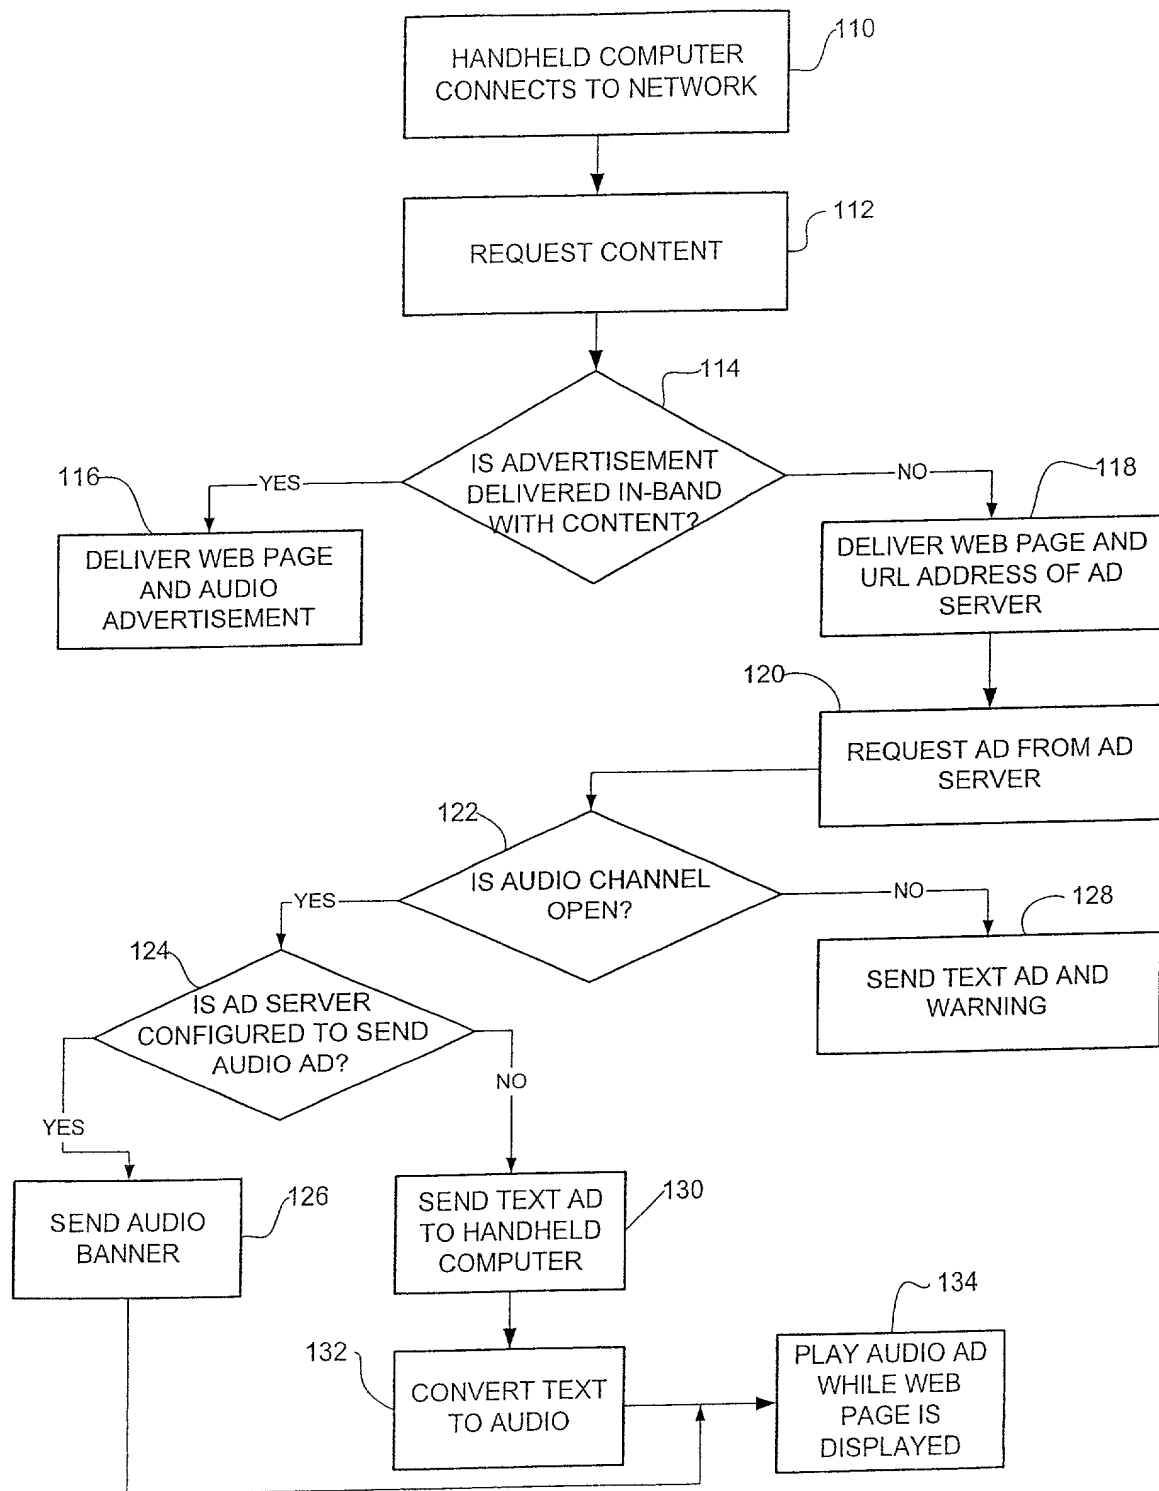 110
HANDHELD COMPUTER
CONNECTS TO NETWORK
112
REQUEST CONTENT
114
IS ADVERTISEMENT
DELIVERED IN-BAND
WITH CONTENT?
YES
NO
116
DELIVER WEB PAGE
AND AUDIO
ADVERTISEMENT
118
DELIVER WEB PAGE AND
URL ADDRESS OF AD
SERVER
120
REQUEST AD FROM AD
SERVER
122
IS AUDIO CHANNEL
OPEN?
YES
NO
128
SEND TEXT AD AND
WARNING
124
IS AD SERVER
CONFIGURED TO SEND
AUDIO AD?
YES
NO
126
SEND AUDIO
BANNER
130
SEND TEXT AD
TO HANDHELD
COMPUTER
132
CONVERT TEXT
TO AUDIO
134
PLAY AUDIO AD
WHILE WEB
PAGE IS
DISPLAYED